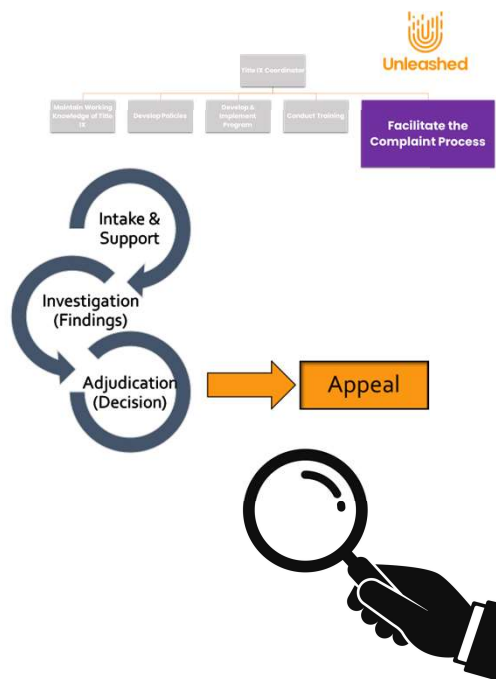 Unleashed
Title IX Coordinator
Maintain Working
Knowledge of Title
IX
Develop Policies
Develop &
Implement
Program
Conduct Training
Facilitate the
Complaint Process
Intake &
Support
Investigation
(Findings)
Adjudication
(Decision)
Appeal